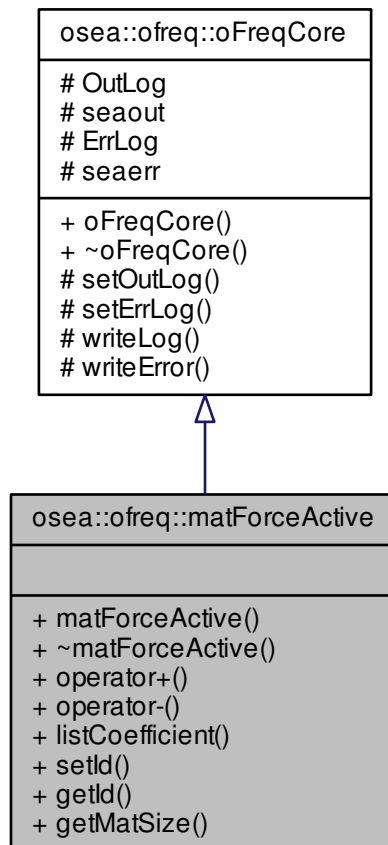 osea::ofreq::oFreqCore
# OutLog
# seaout
# ErrLog
# seaerr
+ oFreqCore()
+ ~oFreqCore()
# setOutLog()
# setErrLog()
# writeLog()
# writeError()
osea::ofreq::matForceActive
+ matForceActive()
+ ~matForceActive()
+ operator+()
+ operator-()
+ listCoefficient()
+ setId()
+ getId()
+ getMatSize()